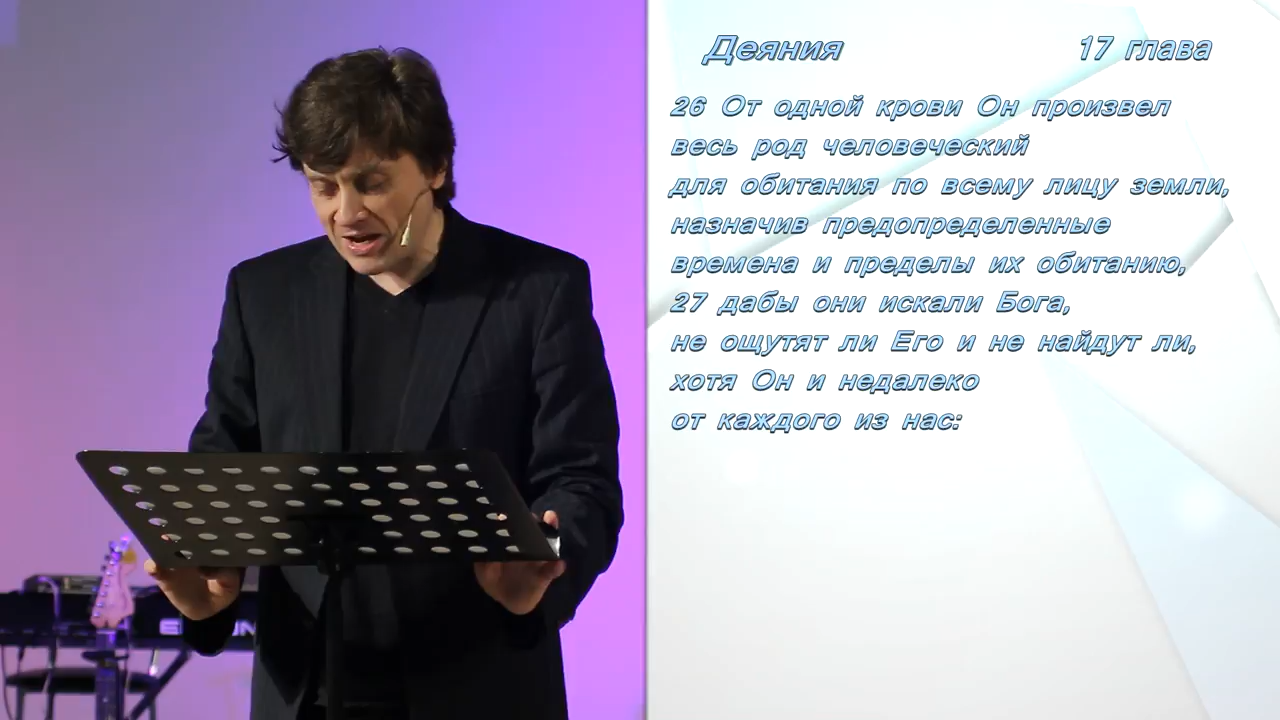 Деяния 17 глава
26 От одной крови Он произвел
весь род человеческий
для обитания по всему лицу земли,
назначив предопределенные
времена и пределы их обитанию,
27 дабы они искали Бога,
не ощутят ли Его и не найдут ли,
хотя Он и недалеко
от каждого из нас: